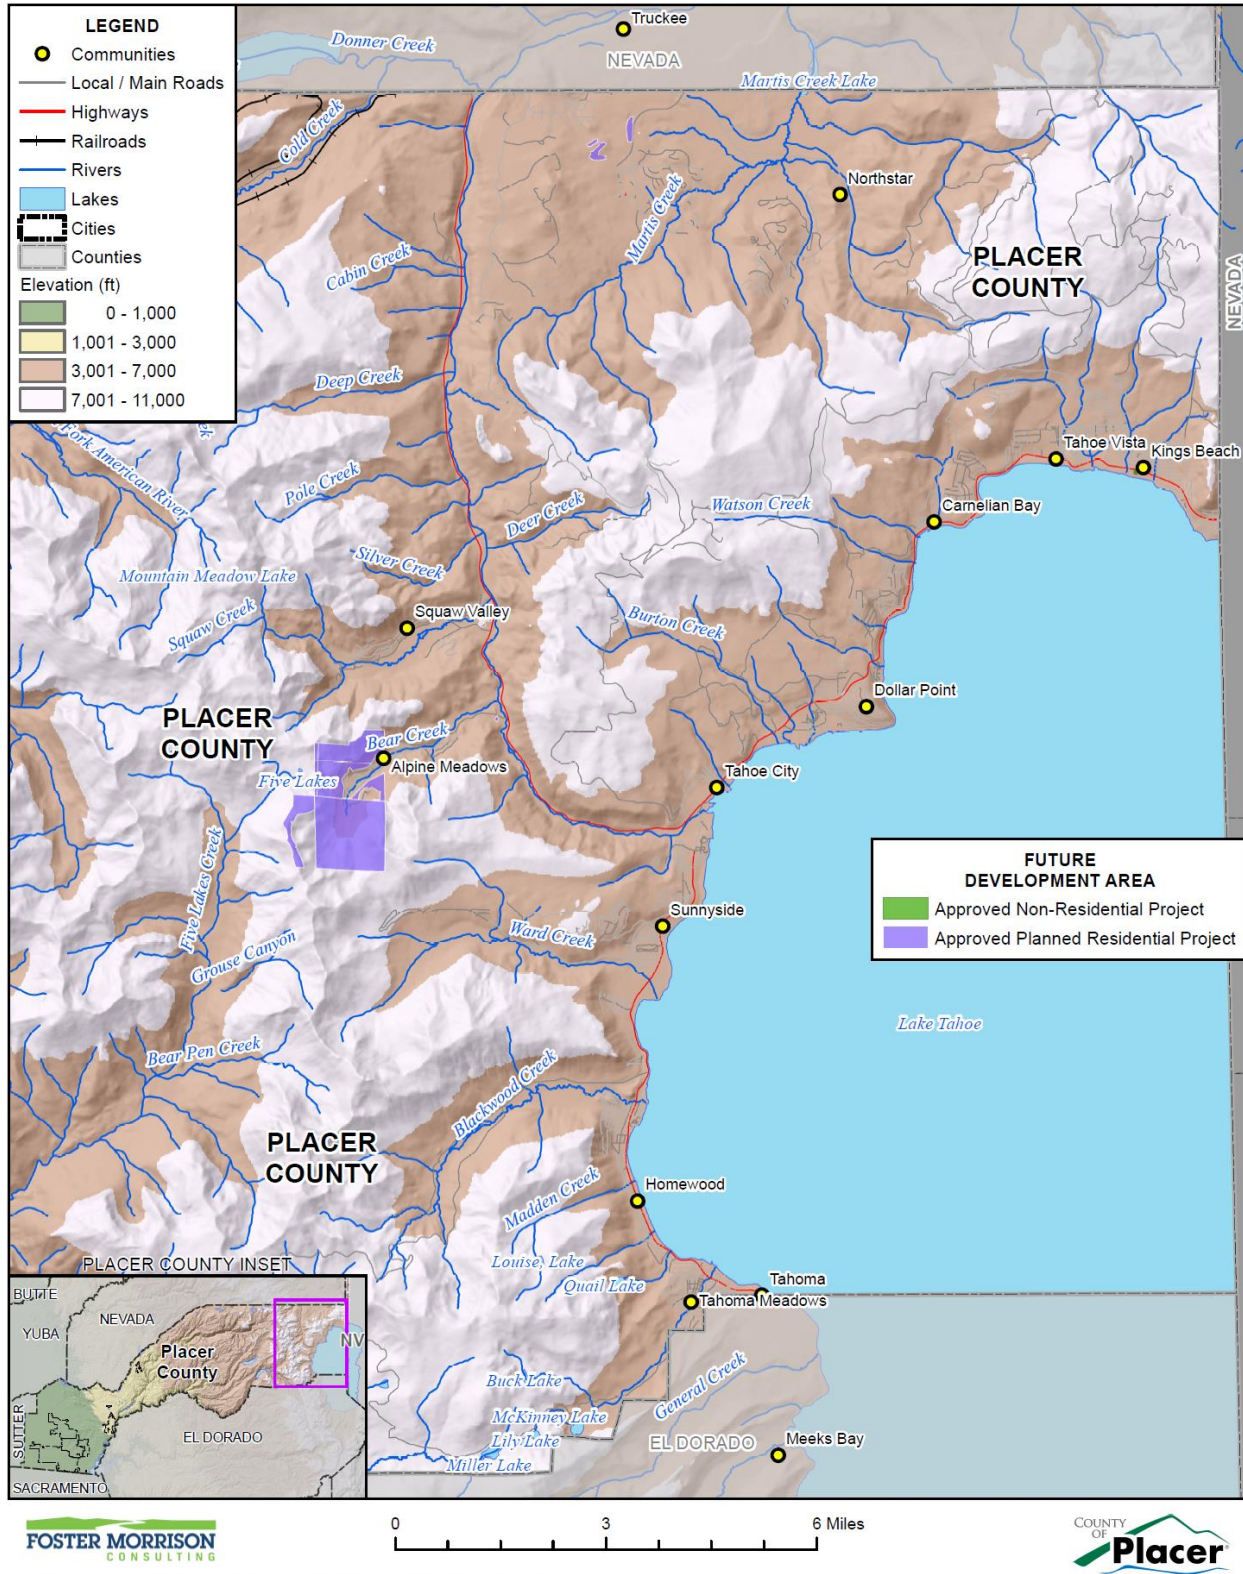 LEGEND
Communities
Local / Main Roads
Highways
Railroads
Rivers
Lakes
Cities
Counties
Elevation (ft)
0 - 1,000
1,001 - 3,000
3,001 - 7,000
7,001 - 11,000
Truckee
Donner Creek
NEVADA
Martis Creek Lake
Cold Creek
Northstar
Martis Creek
PLACER
COUNTY
NEVADA
Cabin Creek
Deep Creek
Fork American River
Pole Creek
Deer Creek
Watson Creek
Tahoe Vista
Kings Beach
Carnelian Bay
Silver Creek
Mountain Meadow Lake
Squaw Valley
Squaw Creek
Burton Creek
Dollar Point
PLACER
COUNTY
Bear Creek
Alpine Meadows
Five Lakes
Tahoe City
Five Lakes Creek
FUTURE
DEVELOPMENT AREA
Approved Non-Residential Project
Approved Planned Residential Project
Sunnyside
Ward Creek
Grouse Canyon
Lake Tahoe
Bear Pen Creek
Blackwood Creek
PLACER
COUNTY
Homewood
Madden Creek
Louise, Lake
Quail Lake
Tahoma
Tahoma Meadows
Buck Lake
General Creek
McKinney Lake
Lily Lake
Miller Lake
EL DORADO
Meeks Bay
PLACER COUNTY INSET
BUTTE
YUBA
NEVADA
Placer
County
NV
SUTTER
EL DORADO
SACRAMENTO
FOSTER MORRISON
CONSULTING
0 3 6 Miles
COUNTY
OF
Placer